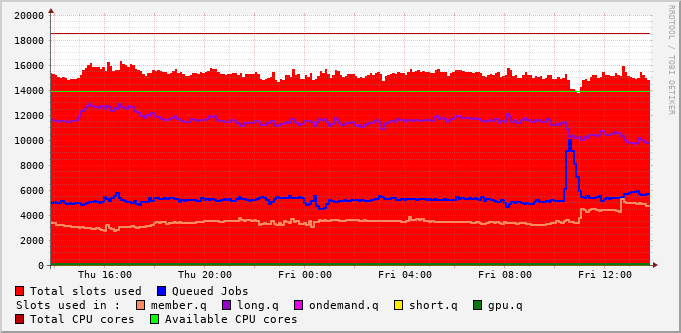 20000
18000
16000
14000
12000
10000
8000
6000
4000
2000
0
Thu 16:00 Thu 20:00 Fri 00:00 Fri 04:00 Fri 08:00 Fri 12:00
RRDTOOL / TOBI OETIKER
Total slots used Queued Jobs
Slots used in : member.q long.q ondemand.q short.q gpu.q
Total CPU cores Available CPU cores